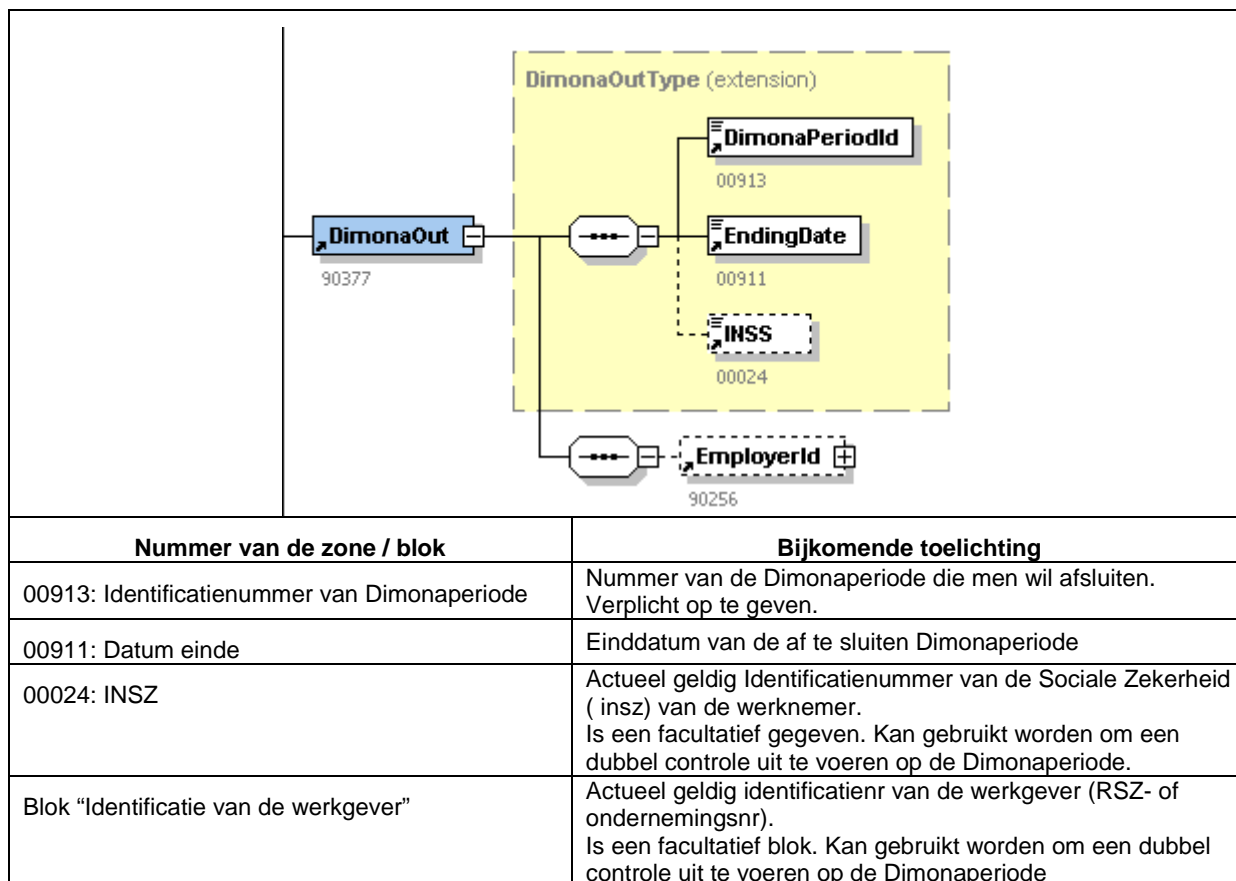 DimonaOutType (extension)
DimonaPeriodId
00913
DimonaOut
90377
EndingDate
00911
INSS
00024
EmployerId
90256
Nummer van de zone / blok
Bijkomende toelichting
00913: Identificatienummer van Dimonaperiode
Nummer van de Dimonaperiode die men wil afsluiten.
Verplicht op te geven.
00911: Datum einde
Einddatum van de af te sluiten Dimonaperiode
00024: INSZ
Actueel geldig Identificatienummer van de Sociale Zekerheid
( insz) van de werknemer.
Is een facultatief gegeven. Kan gebruikt worden om een
dubbel controle uit te voeren op de Dimonaperiode.
Blok “Identificatie van de werkgever”
Actueel geldig identificatienr van de werkgever (RSZ- of
ondernemingsnr).
Is een facultatief blok. Kan gebruikt worden om een dubbel
controle uit te voeren op de Dimonaperiode